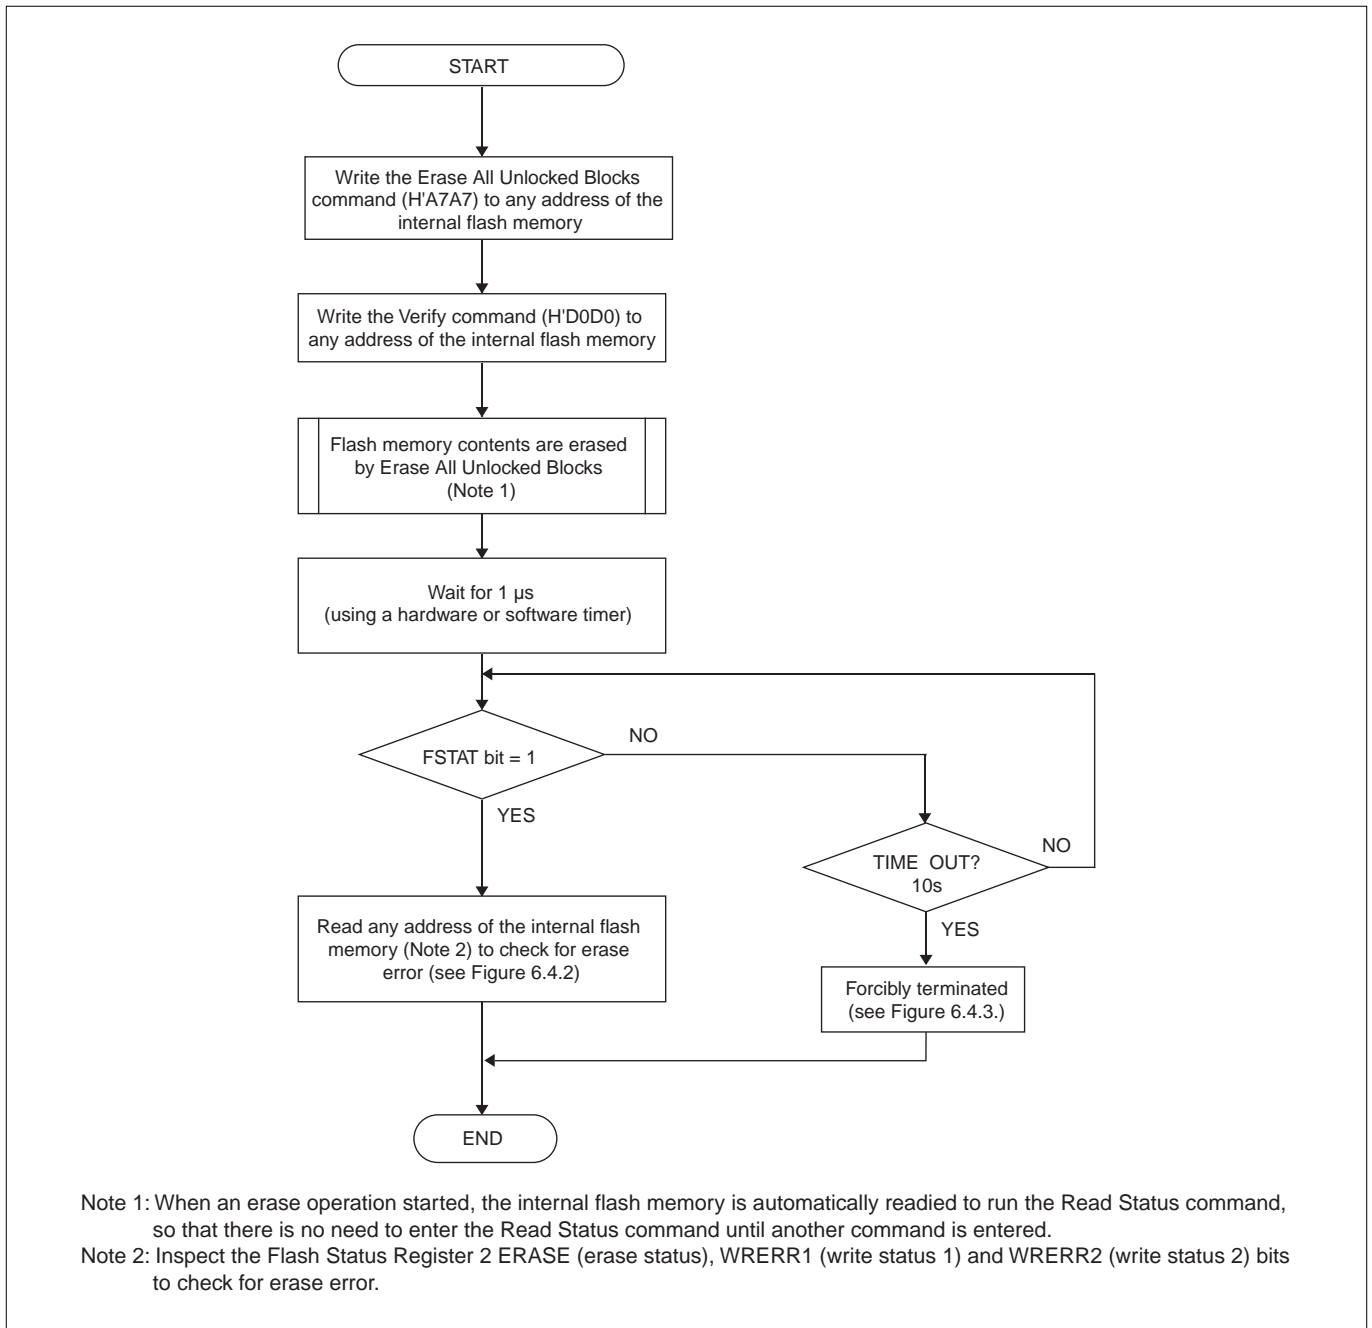 START
Write the Erase All Unlocked Blocks
command (H'A7A7) to any address of the
internal flash memory
Write the Verify command (H'D0D0) to
any address of the internal flash memory
Flash memory contents are erased
by Erase All Unlocked Blocks
(Note 1)
Wait for 1 µs
(using a hardware or software timer)
FSTAT bit = 1
NO
YES
TIME OUT?
10s
NO
YES
Read any address of the internal flash
memory (Note 2) to check for erase
error (see Figure 6.4.2)
Forcibly terminated
(see Figure 6.4.3.)
END
Note 1: When an erase operation started, the internal flash memory is automatically readied to run the Read Status command,
so that there is no need to enter the Read Status command until another command is entered.
Note 2: Inspect the Flash Status Register 2 ERASE (erase status), WRERR1 (write status 1) and WRERR2 (write status 2) bits
to check for erase error.